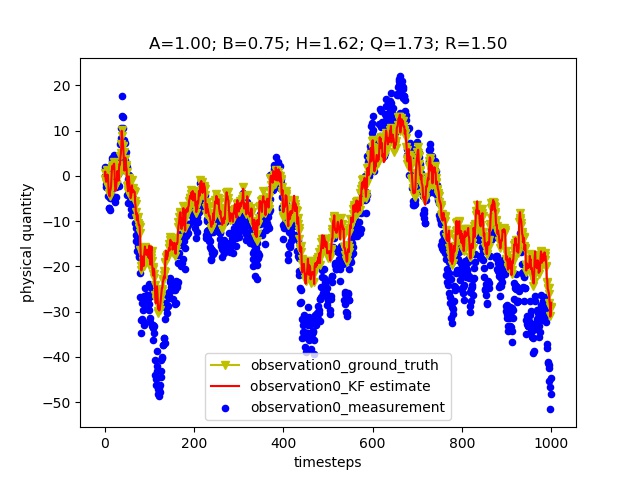 A=1.00; B=0.75; H=1.62; Q=1.73; R=1.50
physical quantity
20
10
0
−10
−20
−30
−40
−50
observation0_ground_truth
observation0_KF estimate
observation0_measurement
0 200 400 600 800 1000
timesteps